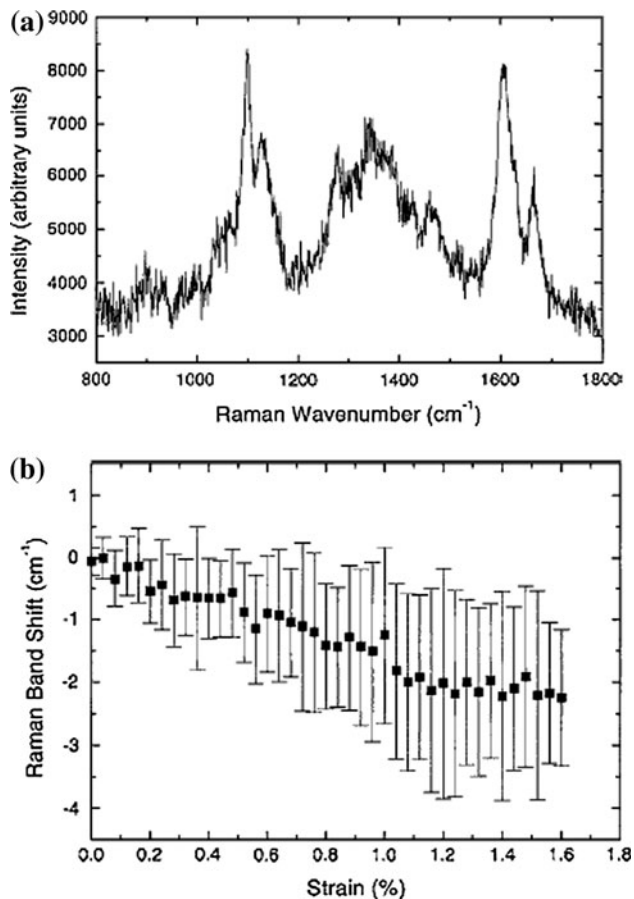 (a)
9000
8000
7000
6000
5000
4000
3000
Intensity (arbitrary units)
800 1000 1200 1400 1600 1800
Raman Wavenumber (cm⁻¹)
(b)
1
0
-1
-2
-3
-4
Raman Band Shift (cm⁻¹)
0.0 0.2 0.4 0.6 0.8 1.0 1.2 1.4 1.6 1.8
Strain (%)